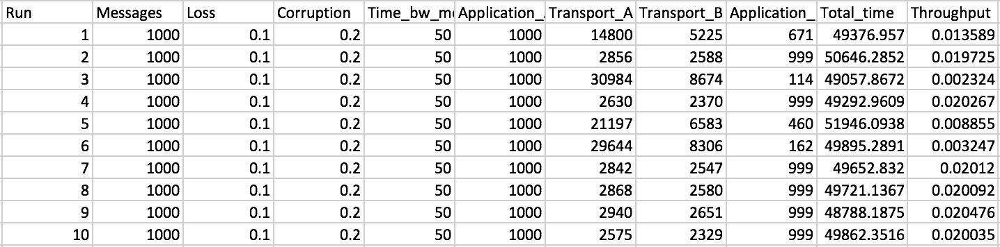 Run Messages Loss Corruption Time_bw_me Application_ Transport_A Transport_B Application_ Total_time Throughput
1 1000 0.1 0.2 50 1000 14800 5225 671 49376.957 0.013589
2 1000 0.1 0.2 50 1000 2856 2588 999 50646.2852 0.019725
3 1000 0.1 0.2 50 1000 30984 8674 114 49057.8672 0.002324
4 1000 0.1 0.2 50 1000 2630 2370 999 49292.9609 0.020267
5 1000 0.1 0.2 50 1000 21197 6583 460 51946.0938 0.008855
6 1000 0.1 0.2 50 1000 29644 8306 162 49895.2891 0.003247
7 1000 0.1 0.2 50 1000 2842 2547 999 49652.832 0.02012
8 1000 0.1 0.2 50 1000 2868 2580 999 49721.1367 0.020092
9 1000 0.1 0.2 50 1000 2940 2651 999 48788.1875 0.020476
10 1000 0.1 0.2 50 1000 2575 2329 999 49862.3516 0.020035